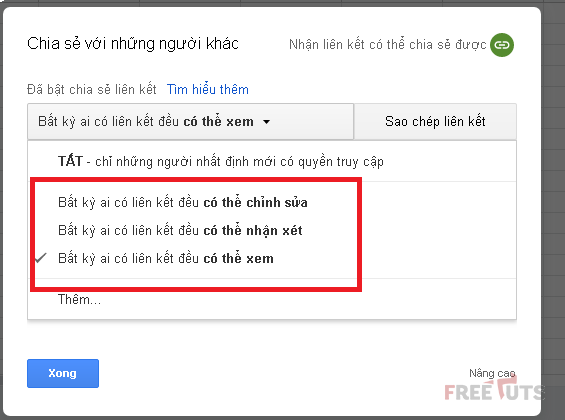 Chia sẻ với những người khác
Nhận liên kết có thể chia sẻ được
Đã bật chia sẻ liên kết Tìm hiểu thêm
Bất kỳ ai có liên kết đều có thể xem
Sao chép liên kết
TẮT - chỉ những người nhất định mới có quyền truy cập
Bất kỳ ai có liên kết đều có thể chỉnh sửa
Bất kỳ ai có liên kết đều có thể nhận xét
Bất kỳ ai có liên kết đều có thể xem
Thêm...
Xong
Nâng cao
FREETUTS